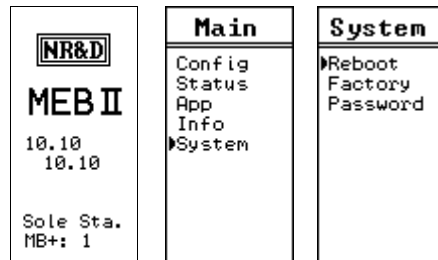 NR&D
MEB II
10.10
10.10
Sole Sta.
MB+: 1
Main
Config
Status
App
Info
System
System
Reboot
Factory
Password